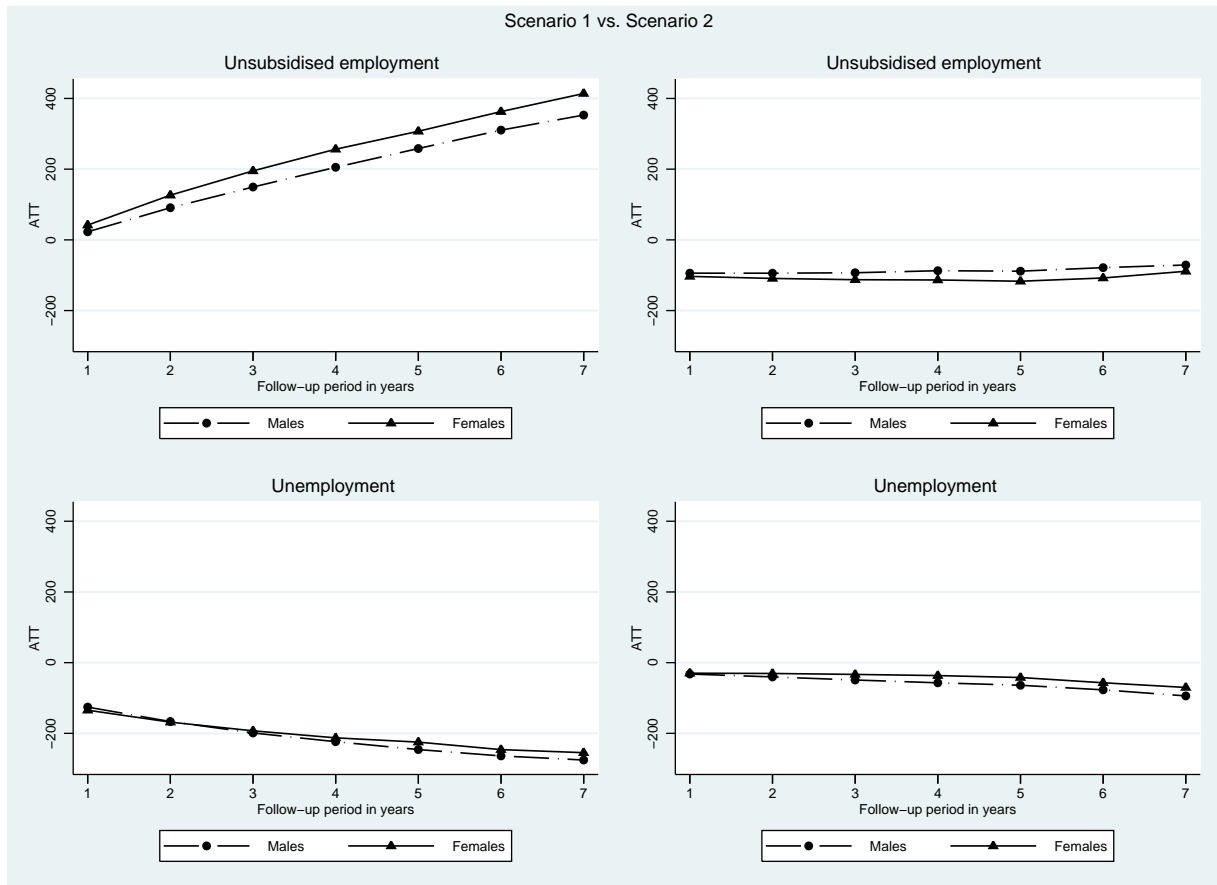 Scenario 1 vs. Scenario 2
Unsubsidised employment
ATT
400
200
0
−200
1 2 3 4 5 6 7
Follow−up period in years
Males Females
Unsubsidised employment
ATT
400
200
0
−200
1 2 3 4 5 6 7
Follow−up period in years
Males Females
Unemployment
ATT
400
200
0
−200
1 2 3 4 5 6 7
Follow−up period in years
Males Females
Unemployment
ATT
400
200
0
−200
1 2 3 4 5 6 7
Follow−up period in years
Males Females